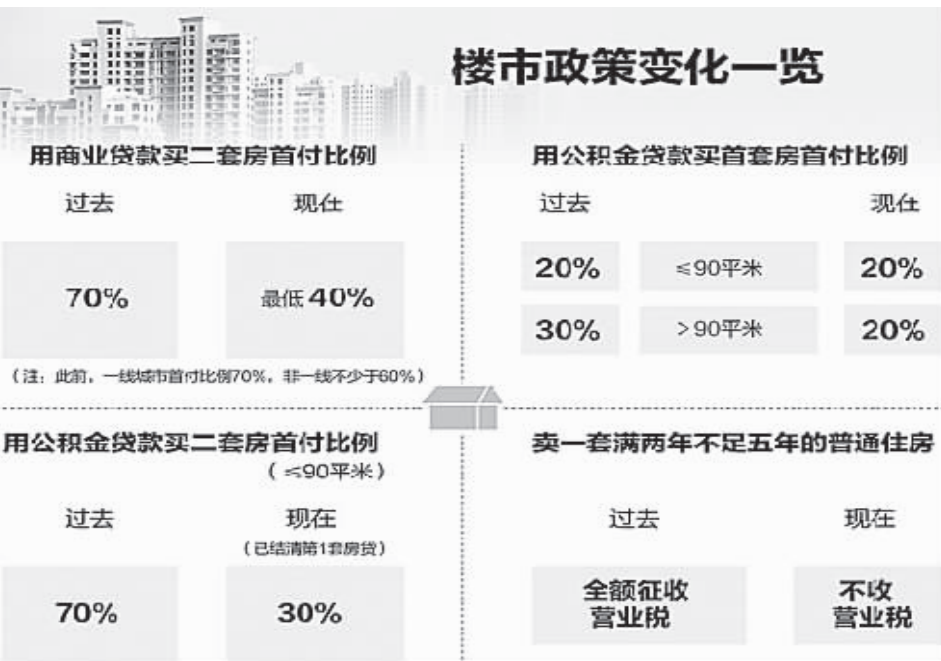 楼市政策变化一览
用商业贷款买二套房首付比例
过去 现在
70% 最低40%
(注：此前，一线城市首付比例70%，非一线不少于60%)
用公积金贷款买首套房首付比例
过去 现在
20% ≤90平米 20%
30% >90平米 20%
用公积金贷款买二套房首付比例
(≤90平米)
过去 现在
(已结清第1套房贷)
70% 30%
卖一套满两年不足五年的普通住房
过去 现在
全额征收 不收
营业税 营业税